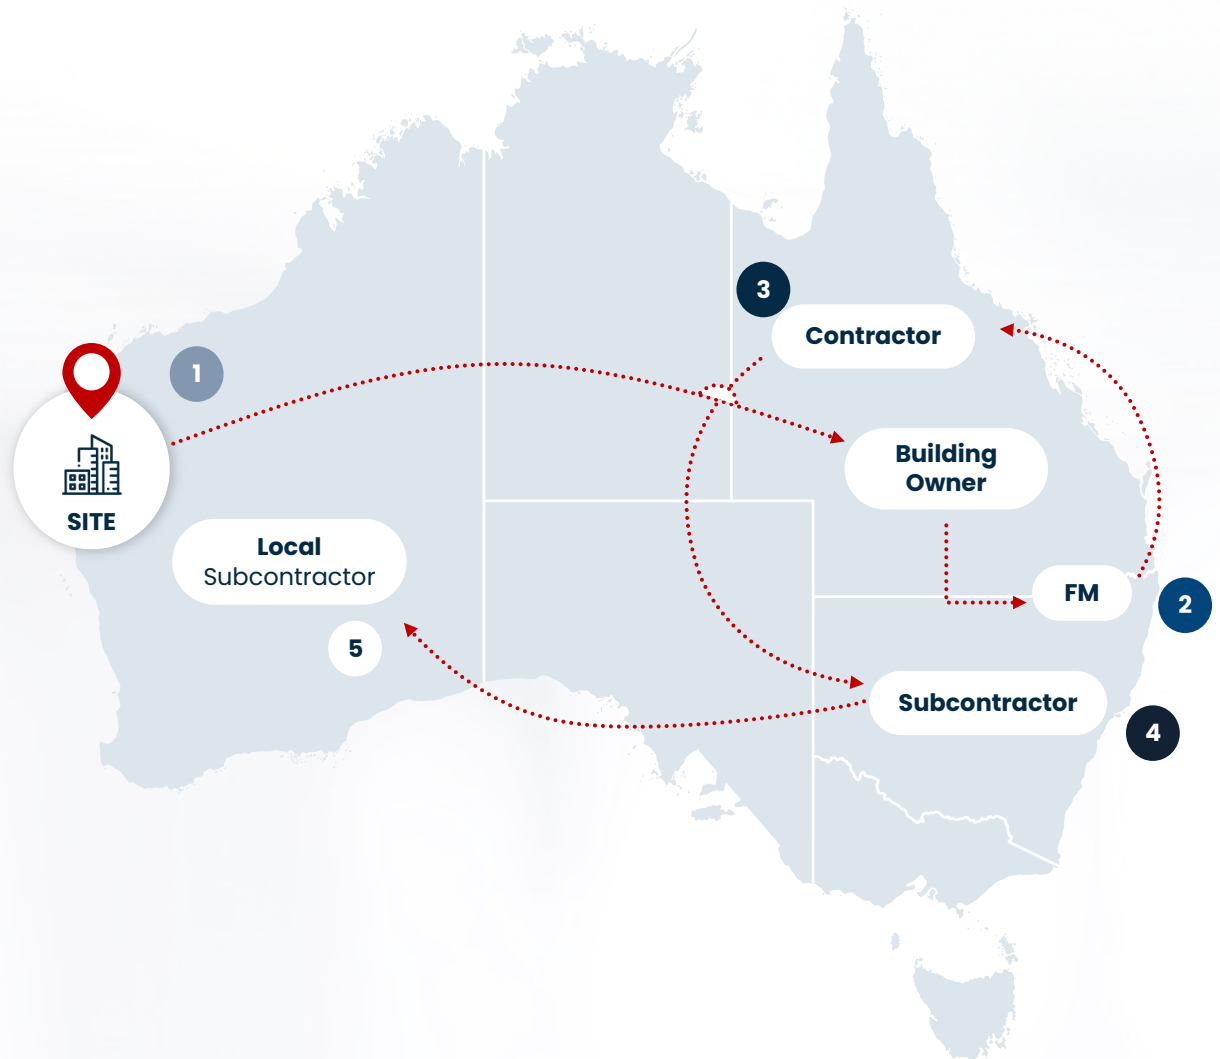 3
Contractor
1
Building
Owner
SITE
Local
Subcontractor
FM
2
5
Subcontractor
4